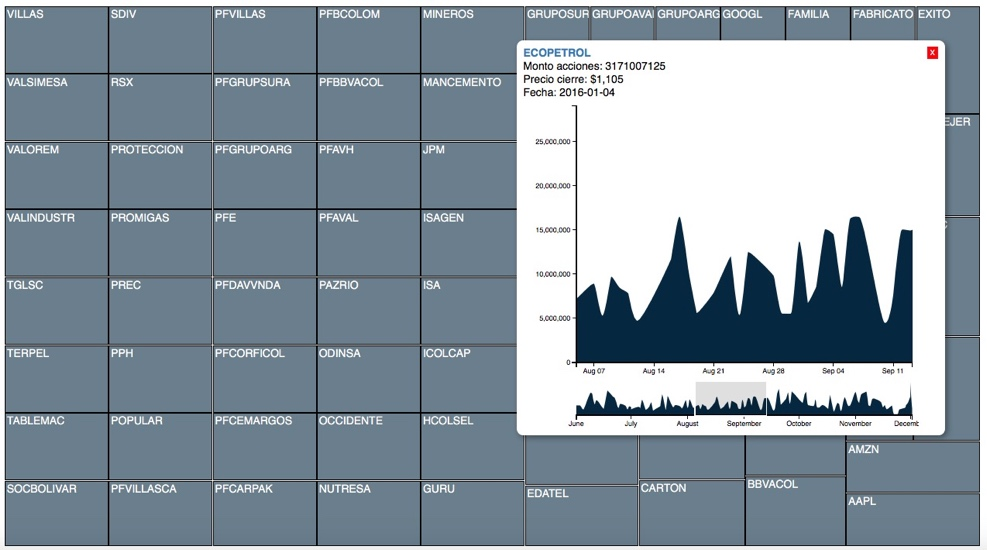 VILLAS
SDIV
PFVILLAS
PFBCOLOM
MINEROS
GRUPOSUR
GRUPOAVAL
GRUPOARG
GOOGL
FAMILIA
FABRICATO
EXITO
VALSIMESA
RSX
PFGRUPSURA
PFBBVACOL
MANCEMENTO
VALOREM
PROTECCION
PFGRUPOARG
PFAVH
JPM
VALINDUSTR
PROMIGAS
PFE
PFAVAL
ISAGEN
TGLSC
PREC
PFDAVVNDA
PAZRIO
ISA
TERPEL
PPH
PFCORFICOL
ODINSA
ICOLCAP
TABLEMAC
POPULAR
PFCEMARGOS
OCCIDENTE
HCOLSEL
SOCBOLIVAR
PFVILLASCA
PFCARPAK
NUTRESA
GURU
EDATEL
CARTON
BBVACOL
AMZN
AAPL
EJER
ECOPETROL
X
Monto acciones: 3171007125
Precio cierre: $1,105
Fecha: 2016-01-04
25,000,000
20,000,000
15,000,000
10,000,000
5,000,000
0
Aug 07
Aug 14
Aug 21
Aug 28
Sep 04
Sep 11
June
July
August
September
October
November
Decemb